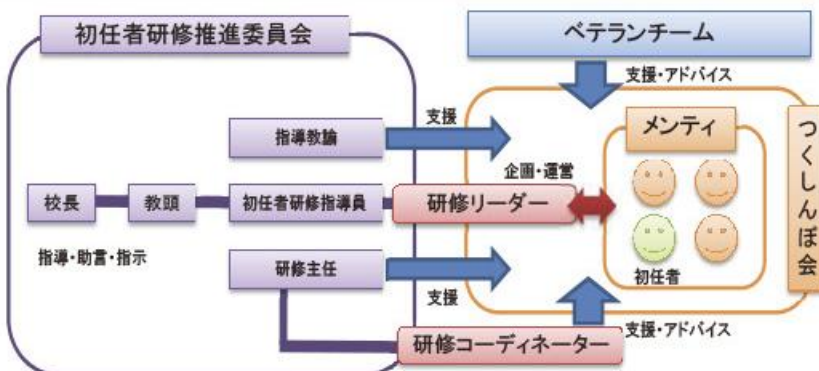 初任者研修推進委員会
ベテランチーム
支援・アドバイス
指導教諭
支援
メンティ
つくしんぼ会
企画・運営
校長
教頭
初任者研修指導員
研修リーダー
指導・助言・指示
研修主任
初任者
支援
研修コーディネーター
支援・アドバイス